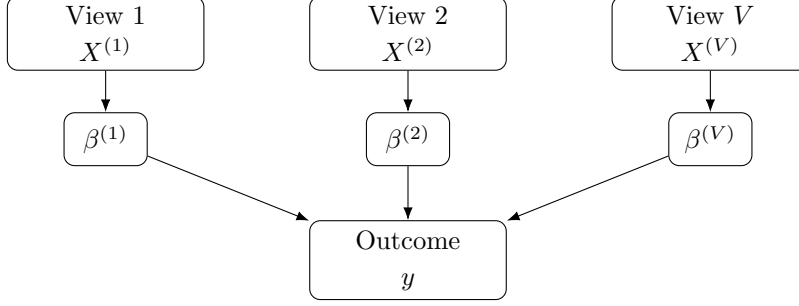 View 1
X^{(1)}
View 2
X^{(2)}
View V
X^{(V)}
β^{(1)}
β^{(2)}
β^{(V)}
Outcome
y